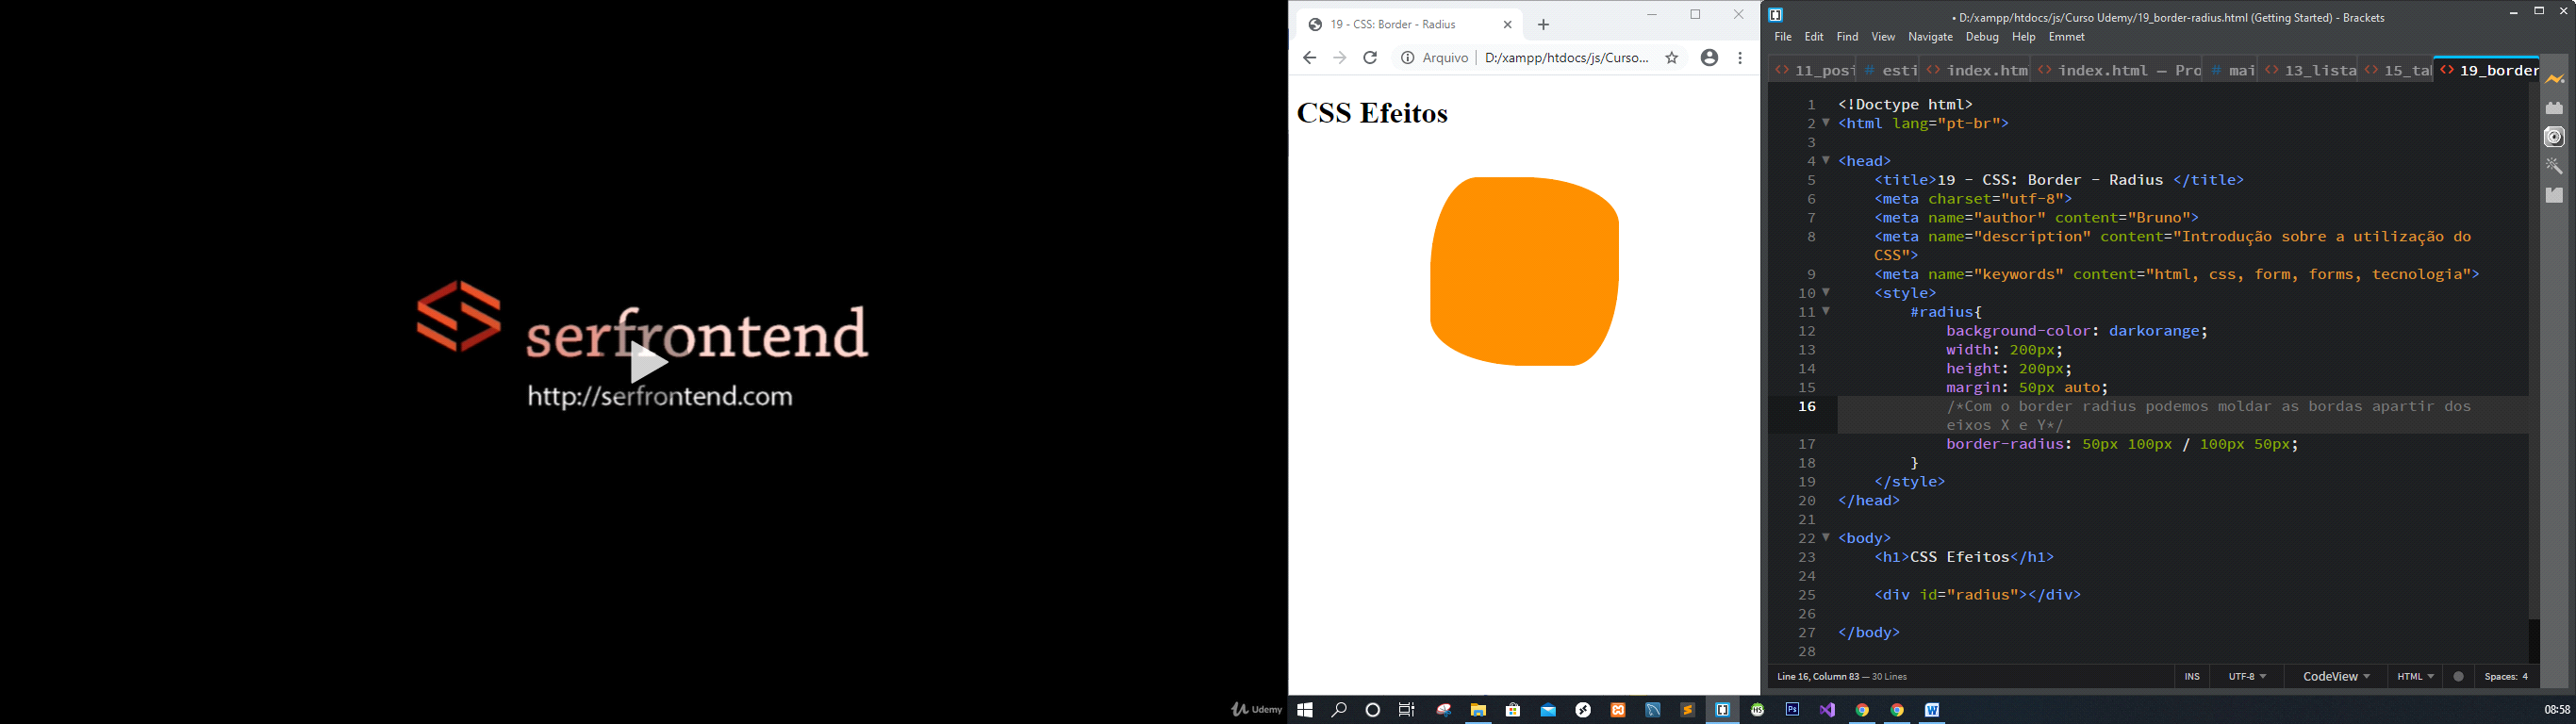 serfrontend
http://serfrontend.com
Udemy
19 - CSS: Border - Radius
Arquivo
D:/xampp/htdocs/js/Curso...
CSS Efeitos
• D:/xampp/htdocs/js/Curso Udemy/19_border-radius.html (Getting Started) - Brackets
File Edit Find View Navigate Debug Help Emmet
<> 11_posi # esti <> index.htm <> index.html — Pro # mai <> 13_lista <> 15_ta <> 19_border
1 <!Doctype html>
2 <html lang="pt-br">
3
4 <head>
5 <title>19 - CSS: Border - Radius </title>
6 <meta charset="utf-8">
7 <meta name="author" content="Bruno">
8 <meta name="description" content="Introdução sobre a utilização do
CSS">
9 <meta name="keywords" content="html, css, form, forms, tecnologia">
10 <style>
11 #radius{
12 background-color: darkorange;
13 width: 200px;
14 height: 200px;
15 margin: 50px auto;
16 /*Com o border radius podemos moldar as bordas apartir dos
eixos X e Y*/
17 border-radius: 50px 100px / 100px 50px;
18 }
19 </style>
20 </head>
21
22 <body>
23 <h1>CSS Efeitos</h1>
24
25 <div id="radius"></div>
26
27 </body>
28
Line 16, Column 83 — 30 Lines
INS UTF-8 CodeView HTML Spaces: 4
08:58